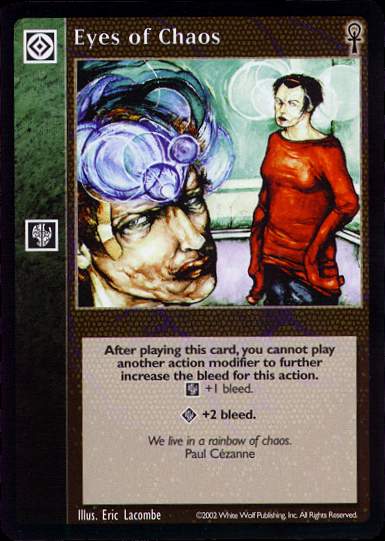 Eyes of Chaos
After playing this card, you cannot play
another action modifier to further
increase the bleed for this action.
+1 bleed.
+2 bleed.
We live in a rainbow of chaos.
Paul Cézanne
Illus. Eric Lacombe
©2002 White Wolf Publishing, Inc. All Rights Reserved.